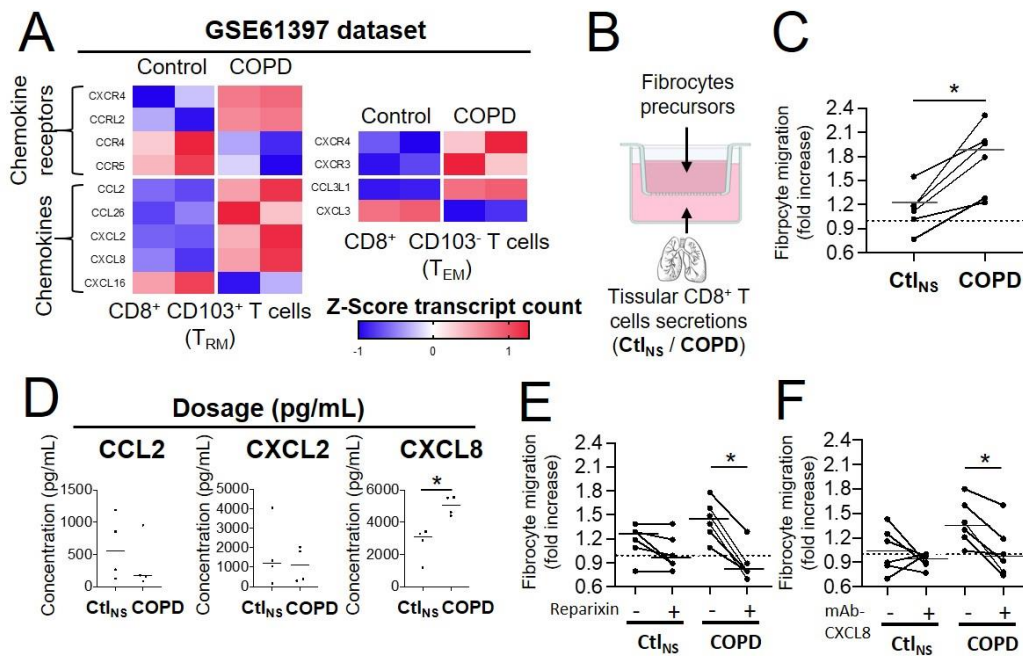 A
GSE61397 dataset
Control COPD
Chemokine receptors
CXCR4
CCRL2
CCR4
CCR5
Chemokines
CCL2
CCL26
CXCL2
CXCL8
CXCL16
CD8+ CD103+ T cells
(TRM)
Control COPD
CXCR4
CXCR3
CCL3L1
CXCL3
CD8+ CD103- T cells
(TEM)
Z-Score transcript count
-1 0 1
B
Fibrocytes
precursors
Tissular CD8+ T
cells secretions
(CtlNS / COPD)
C
Fibrpocyte migration
(fold increase)
2.4
2.1
1.8
1.5
1.2
0.9
0.6
*
CtlNS COPD
D
Dosage (pg/mL)
CCL2
Concentration (pg/mL)
1500
1000
500
0
CtlNS COPD
CXCL2
Concentration (pg/mL)
5000
4000
3000
2000
1000
0
CtlNS COPD
CXCL8
Concentration (pg/mL)
6000
4000
2000
0
*
CtlNS COPD
E
Fibrocyte migration
(fold increase)
2.4
2.1
1.8
1.5
1.2
0.9
0.6
*
Reparixin - + - +
CtlNS COPD
F
Fibrocyte migration
(fold increase)
2.4
2.1
1.8
1.5
1.2
0.9
0.6
*
mAb-
CXCL8
- + - +
CtlNS COPD